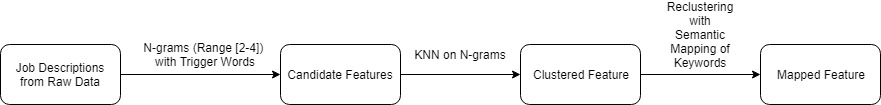 Job Descriptions
from Raw Data
N-grams (Range [2-4])
with Trigger Words
Candidate Features
KNN on N-grams
Clustered Feature
Reclustering
with
Semantic
Mapping of
Keywords
Mapped Feature